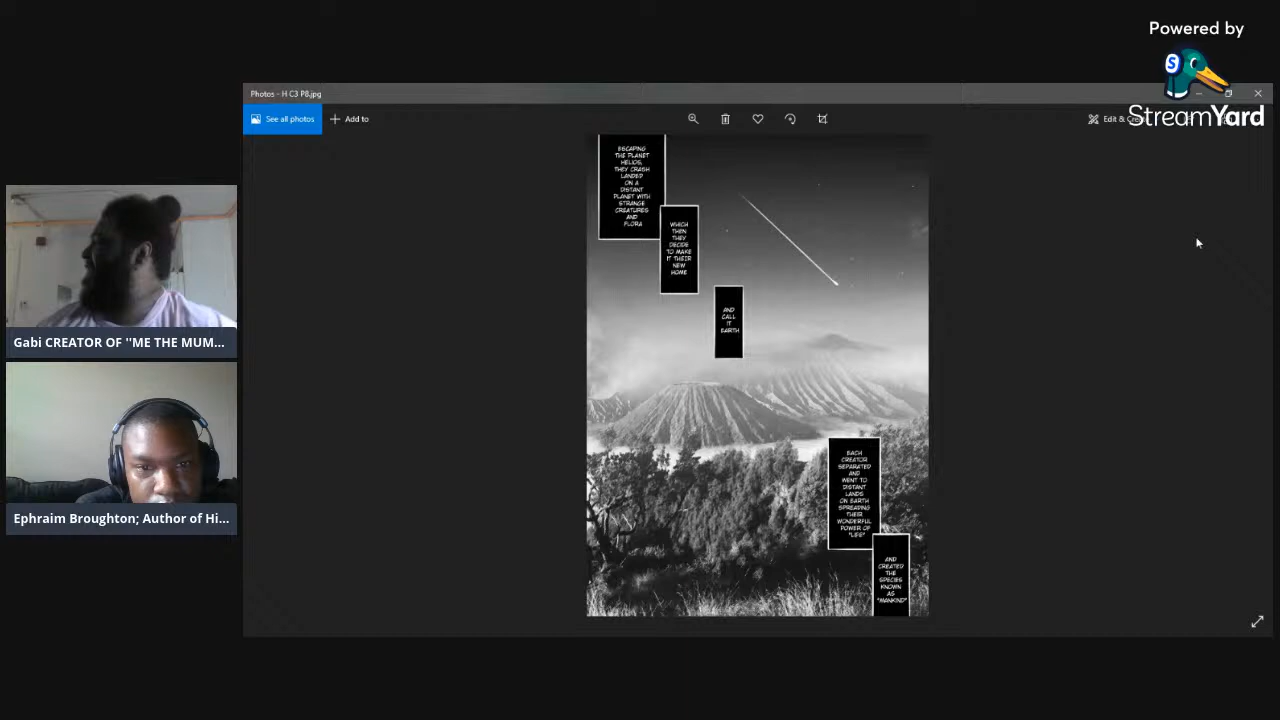 Powered by
StreamYard
Photos - H C3 P8.jpg
See all photos
Add to
ESCAPING
THE PLANET
HELIOS,
THEY CRASH
LANDED
ON A
DISTANT
PLANET WITH
STRANGE
CREATURES
AND
FLORA
WHICH
THEN
THEY
DECIDE
TO MAKE
IT THEIR
NEW
HOME
AND
CALL
IT
EARTH
EACH
CREATOR
SEPARATED
AND
WENT TO
DISTANT
LANDS
ON EARTH
SPREADING
THEIR
WONDERFUL
POWER OF
"LIFE"
AND
CREATED
THE
SPECIES
KNOWN
AS
"MANKIND"
Gabi CREATOR OF "ME THE MUM...
Ephraim Broughton; Author of Hi...